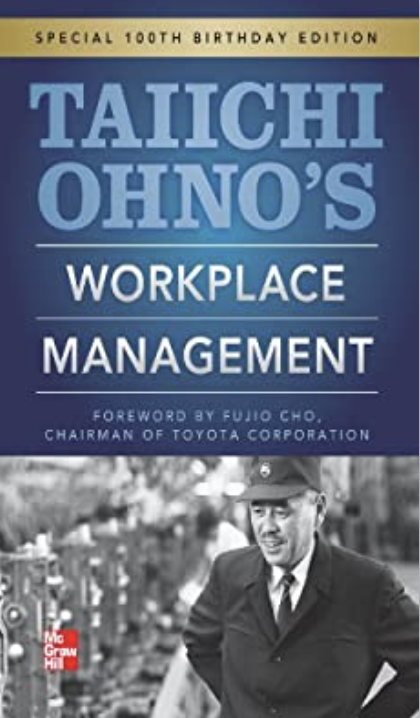 SPECIAL 100TH BIRTHDAY EDITION
TAIICHI
OHNO'S
WORKPLACE
MANAGEMENT
FOREWORD BY FUJIO CHO,
CHAIRMAN OF TOYOTA CORPORATION
Mc
Graw
Hill